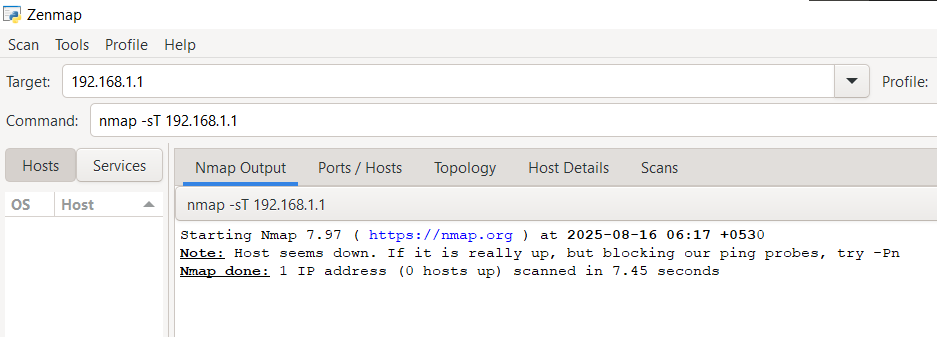 Zenmap
Scan Tools Profile Help
Target: 192.168.1.1 Profile:
Command: nmap -sT 192.168.1.1
Hosts Services Nmap Output Ports / Hosts Topology Host Details Scans
OS Host nmap -sT 192.168.1.1
Starting Nmap 7.97 ( https://nmap.org ) at 2025-08-16 06:17 +0530
Note: Host seems down. If it is really up, but blocking our ping probes, try -Pn
Nmap done: 1 IP address (0 hosts up) scanned in 7.45 seconds